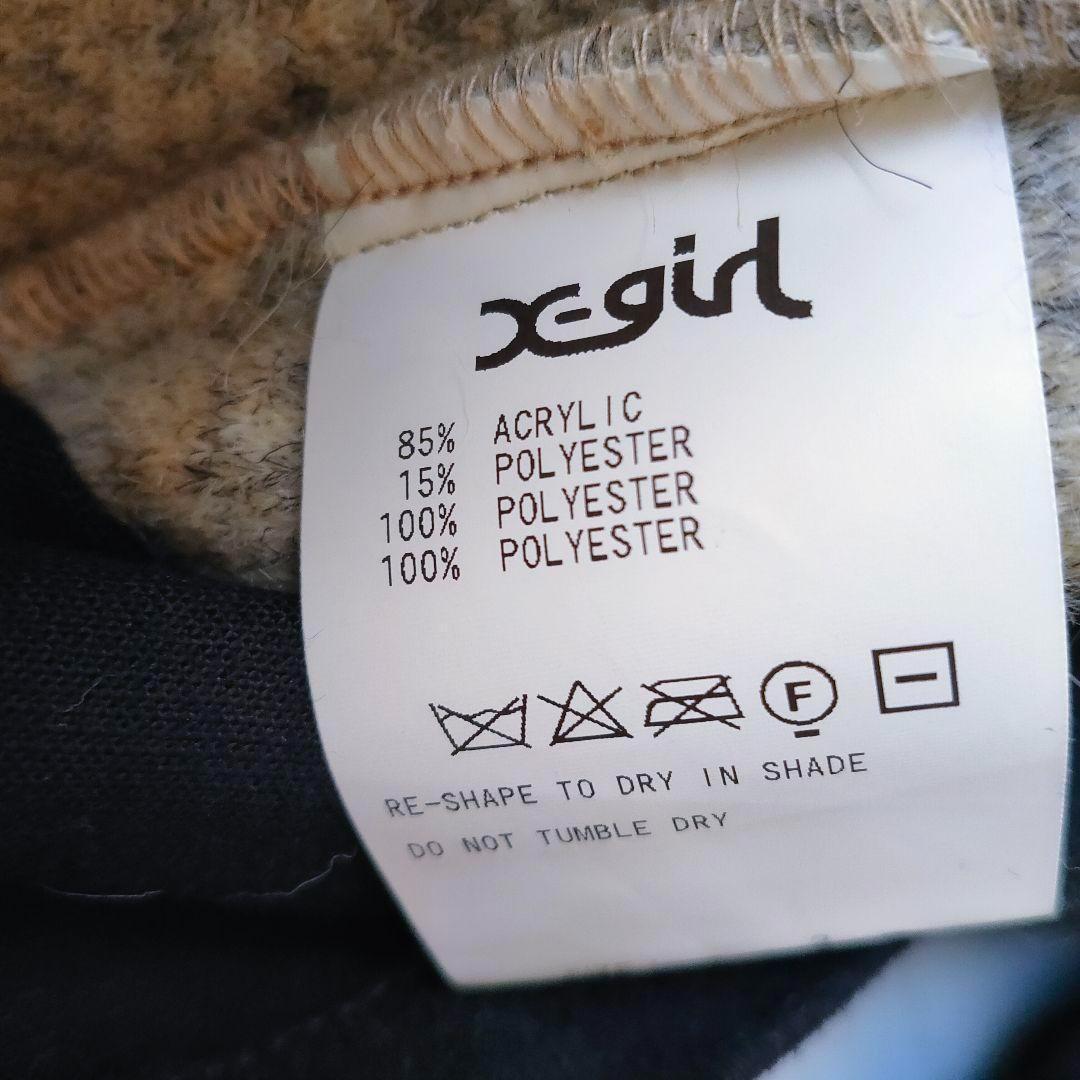 X-girl
85% ACRYLIC
15% POLYESTER
100% POLYESTER
100% POLYESTER
F
RE-SHAPE TO DRY IN SHADE
DO NOT TUMBLE DRY